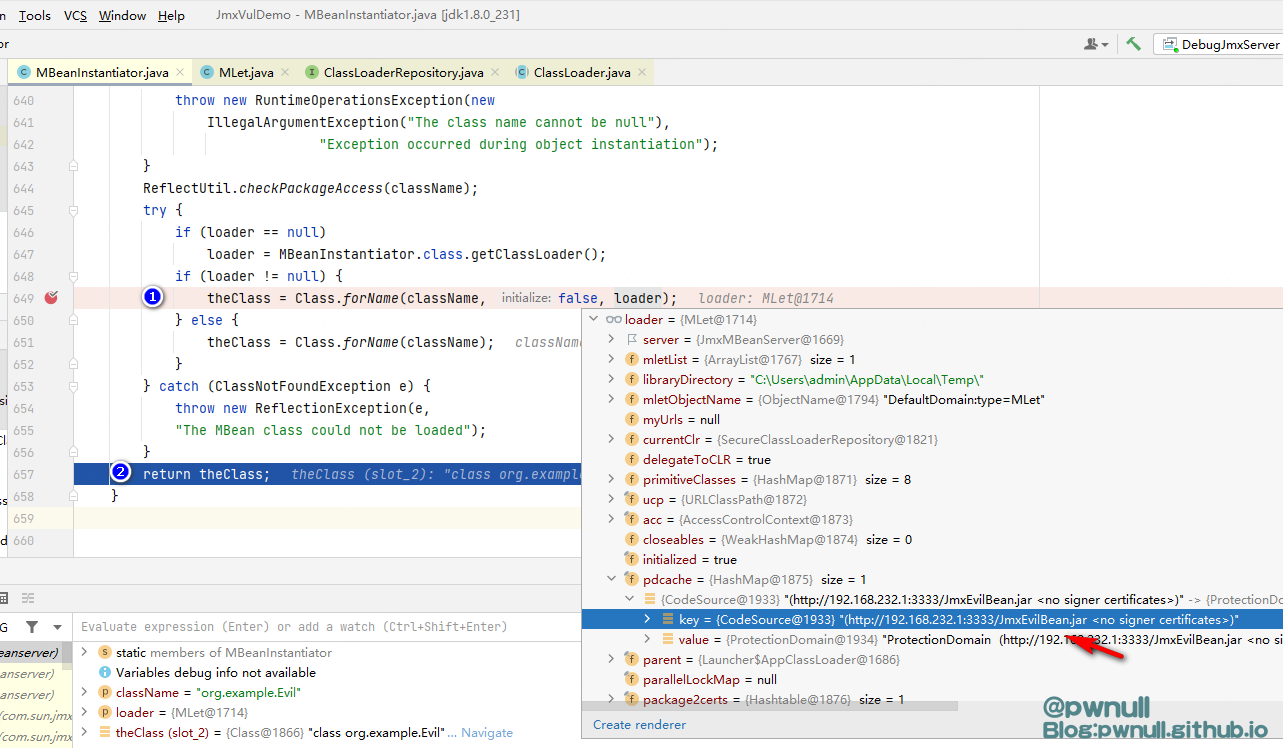 n Tools VCS Window Help JmxVulDemo - MBeanInstantiator.java [jdk1.8.0_231]
or DebugJmxServer
MBeanInstantiator.java MLet.java ClassLoaderRepository.java ClassLoader.java
640 throw new RuntimeOperationsException(new
641 IllegalArgumentException("The class name cannot be null"),
642 "Exception occurred during object instantiation");
643 }
644 ReflectUtil.checkPackageAccess(className);
645 try {
646 if (loader == null)
647 loader = MBeanInstantiator.class.getClassLoader();
648 if (loader != null) {
649 1 theClass = Class.forName(className, initialize: false, loader); loader: MLet@1714
650 } else {
651 theClass = Class.forName(className); className
652 }
653 } catch (ClassNotFoundException e) {
654 throw new ReflectionException(e,
655 "The MBean class could not be loaded");
656 }
657 2 return theClass; theClass (slot_2): "class org.example
658 }
659
660
loader = {MLet@1714}
server = {JmxMBeanServer@1669}
mletList = {ArrayList@1767} size = 1
libraryDirectory = "C:\Users\admin\AppData\Local\Temp\"
mletObjectName = {ObjectName@1794} "DefaultDomain:type=MLet"
myUrls = null
currentClr = {SecureClassLoaderRepository@1821}
delegateToCLR = true
primitiveClasses = {HashMap@1871} size = 8
ucp = {URLClassPath@1872}
acc = {AccessControlContext@1873}
closeables = {WeakHashMap@1874} size = 0
initialized = true
pdcache = {HashMap@1875} size = 1
{CodeSource@1933} "(http://192.168.232.1:3333/JmxEvilBean.jar <no signer certificates>)" -> {ProtectionDo
key = {CodeSource@1933} "(http://192.168.232.1:3333/JmxEvilBean.jar <no signer certificates>)"
value = {ProtectionDomain@1934} "ProtectionDomain (http://192.168.232.1:3333/JmxEvilBean.jar <no si
parent = {Launcher$AppClassLoader@1686}
parallelLockMap = null
package2certs = {Hashtable@1876} size = 1
Create renderer
Evaluate expression (Enter) or add a watch (Ctrl+Shift+Enter)
eanserver)
anserver)
anserver)
/com.sun.jmx
com.sun.jmx
static members of MBeanInstantiator
Variables debug info not available
className = "org.example.Evil"
loader = {MLet@1714}
theClass (slot_2) = {Class@1866} "class org.example.Evil"... Navigate
@pwnull
Blog:pwnull.github.io